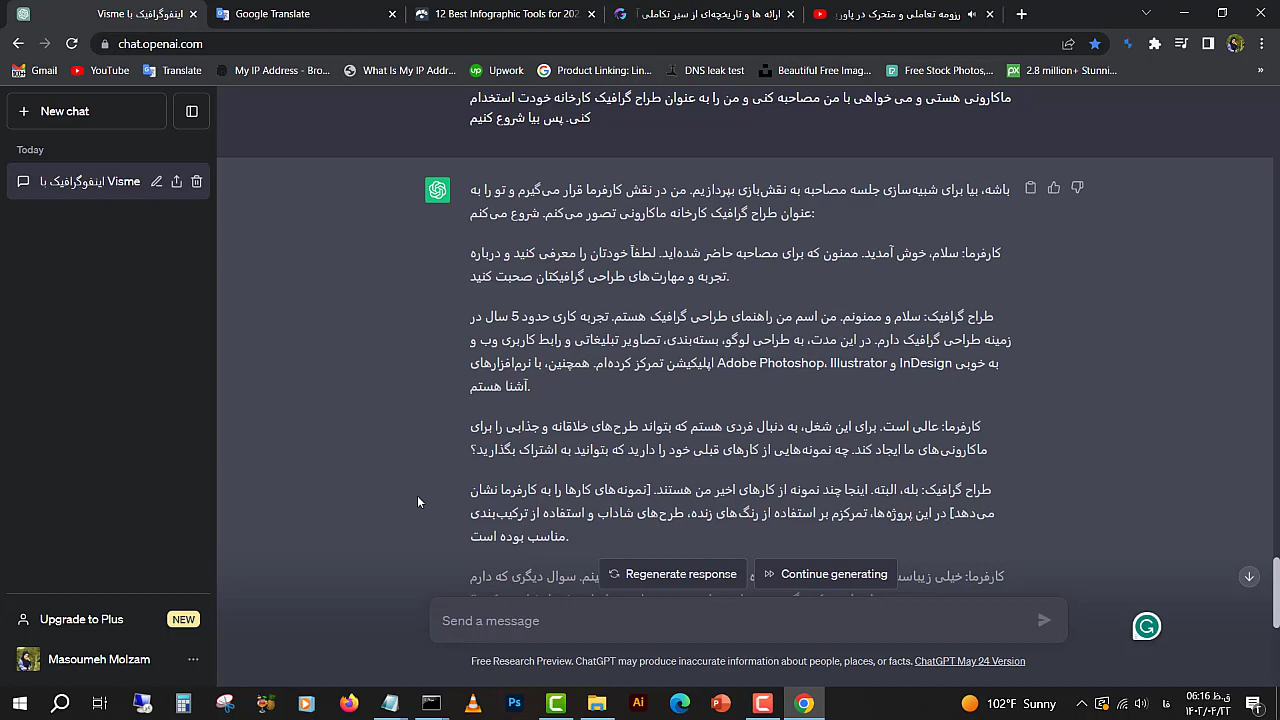 اینفوگرافیک با Visme
Google Translate
12 Best Infographic Tools for 202
ارائه ها و تاریخچه‌ای از سیر تکاملی آ
رزومه تعاملی و متحرک در پاورپ
chat.openai.com
Gmail
YouTube
Translate
My IP Address - Bro...
What Is My IP Addr...
Upwork
Product Linking: Lin...
DNS leak test
Beautiful Free Imag...
Free Stock Photos,...
2.8 million+ Stunni...
New chat
Today
اینفوگرافیک با Visme
ماکارونی هستی و می خواهی با من مصاحبه کنی و من را به عنوان طراح گرافیک کارخانه خودت استخدام
کنی. پس بیا شروع کنیم
باشه، بیا برای شبیه‌سازی جلسه مصاحبه به نقش‌بازی بپردازیم. من در نقش کارفرما قرار می‌گیرم و تو را به
عنوان طراح گرافیک کارخانه ماکارونی تصور می‌کنم. شروع می‌کنم:
کارفرما: سلام، خوش آمدید. ممنون که برای مصاحبه حاضر شده‌اید. لطفاً خودتان را معرفی کنید و درباره
تجربه و مهارت‌های طراحی گرافیکتان صحبت کنید.
طراح گرافیک: سلام و ممنونم. من اسم من راهنمای طراحی گرافیک هستم. تجربه کاری حدود 5 سال در
زمینه طراحی گرافیک دارم. در این مدت، به طراحی لوگو، بسته‌بندی، تصاویر تبلیغاتی و رابط کاربری وب و
اپلیکیشن تمرکز کرده‌ام. همچنین، با نرم‌افزارهای Adobe Photoshop، Illustrator و InDesign به خوبی
آشنا هستم.
کارفرما: عالی است. برای این شغل، به دنبال فردی هستم که بتواند طرح‌های خلاقانه و جذابی را برای
ماکارونی‌های ما ایجاد کند. چه نمونه‌هایی از کارهای قبلی خود را دارید که بتوانید به اشتراک بگذارید؟
طراح گرافیک: بله، البته. اینجا چند نمونه از کارهای اخیر من هستند. [نمونه‌های کارها را به کارفرما نشان
می‌دهد] در این پروژه‌ها، تمرکزم بر استفاده از رنگ‌های زنده، طرح‌های شاداب و استفاده از ترکیب‌بندی
مناسب بوده است.
کارفرما: خیلی زیباس
ینم. سوال دیگری که دارم
Regenerate response
Continue generating
Send a message
Free Research Preview. ChatGPT may produce inaccurate information about people, places, or facts. ChatGPT May 24 Version
Upgrade to Plus
NEW
Masoumeh Molzam
102°F Sunny
فا
06:16 ق.ظ
۱۴۰۲/۰۳/۲۳